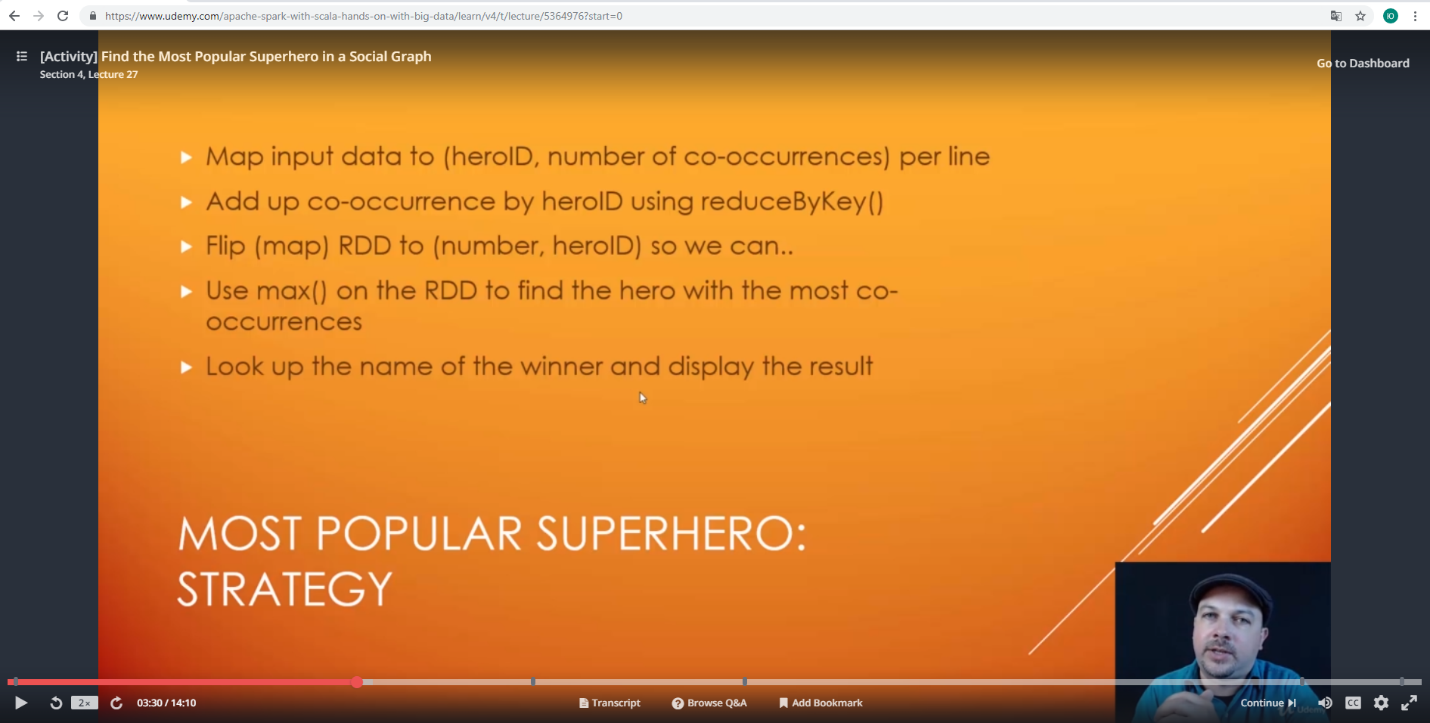 https://www.udemy.com/apache-spark-with-scala-hands-on-with-big-data/learn/v4/t/lecture/5364976?start=0
IO
[Activity] Find the Most Popular Superhero in a Social Graph
Section 4, Lecture 27
Go to Dashboard
Map input data to (heroID, number of co-occurrences) per line
Add up co-occurrence by heroID using reduceByKey()
Flip (map) RDD to (number, heroID) so we can..
Use max() on the RDD to find the hero with the most co-
occurrences
Look up the name of the winner and display the result
MOST POPULAR SUPERHERO:
STRATEGY
2×
03:30 / 14:10
Transcript
Browse Q&A
Add Bookmark
Continue
CC